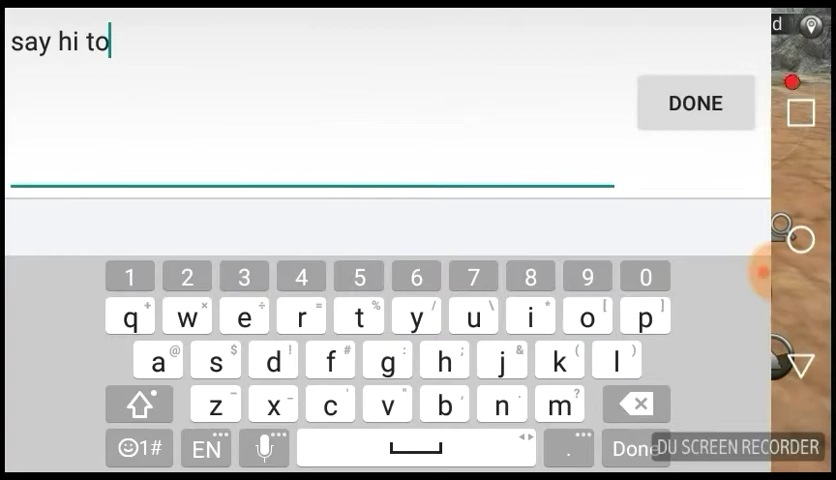 say hi to
d
DONE
1 2 3 4 5 6 7 8 9 0
q + w × e ÷ r = t % y / u \ i * o [ p ]
a @ s $ d ! f # g : h ; j & k ( l )
z - x _ c ' v " b , n . m ?
1# EN . Done
DU SCREEN RECORDER